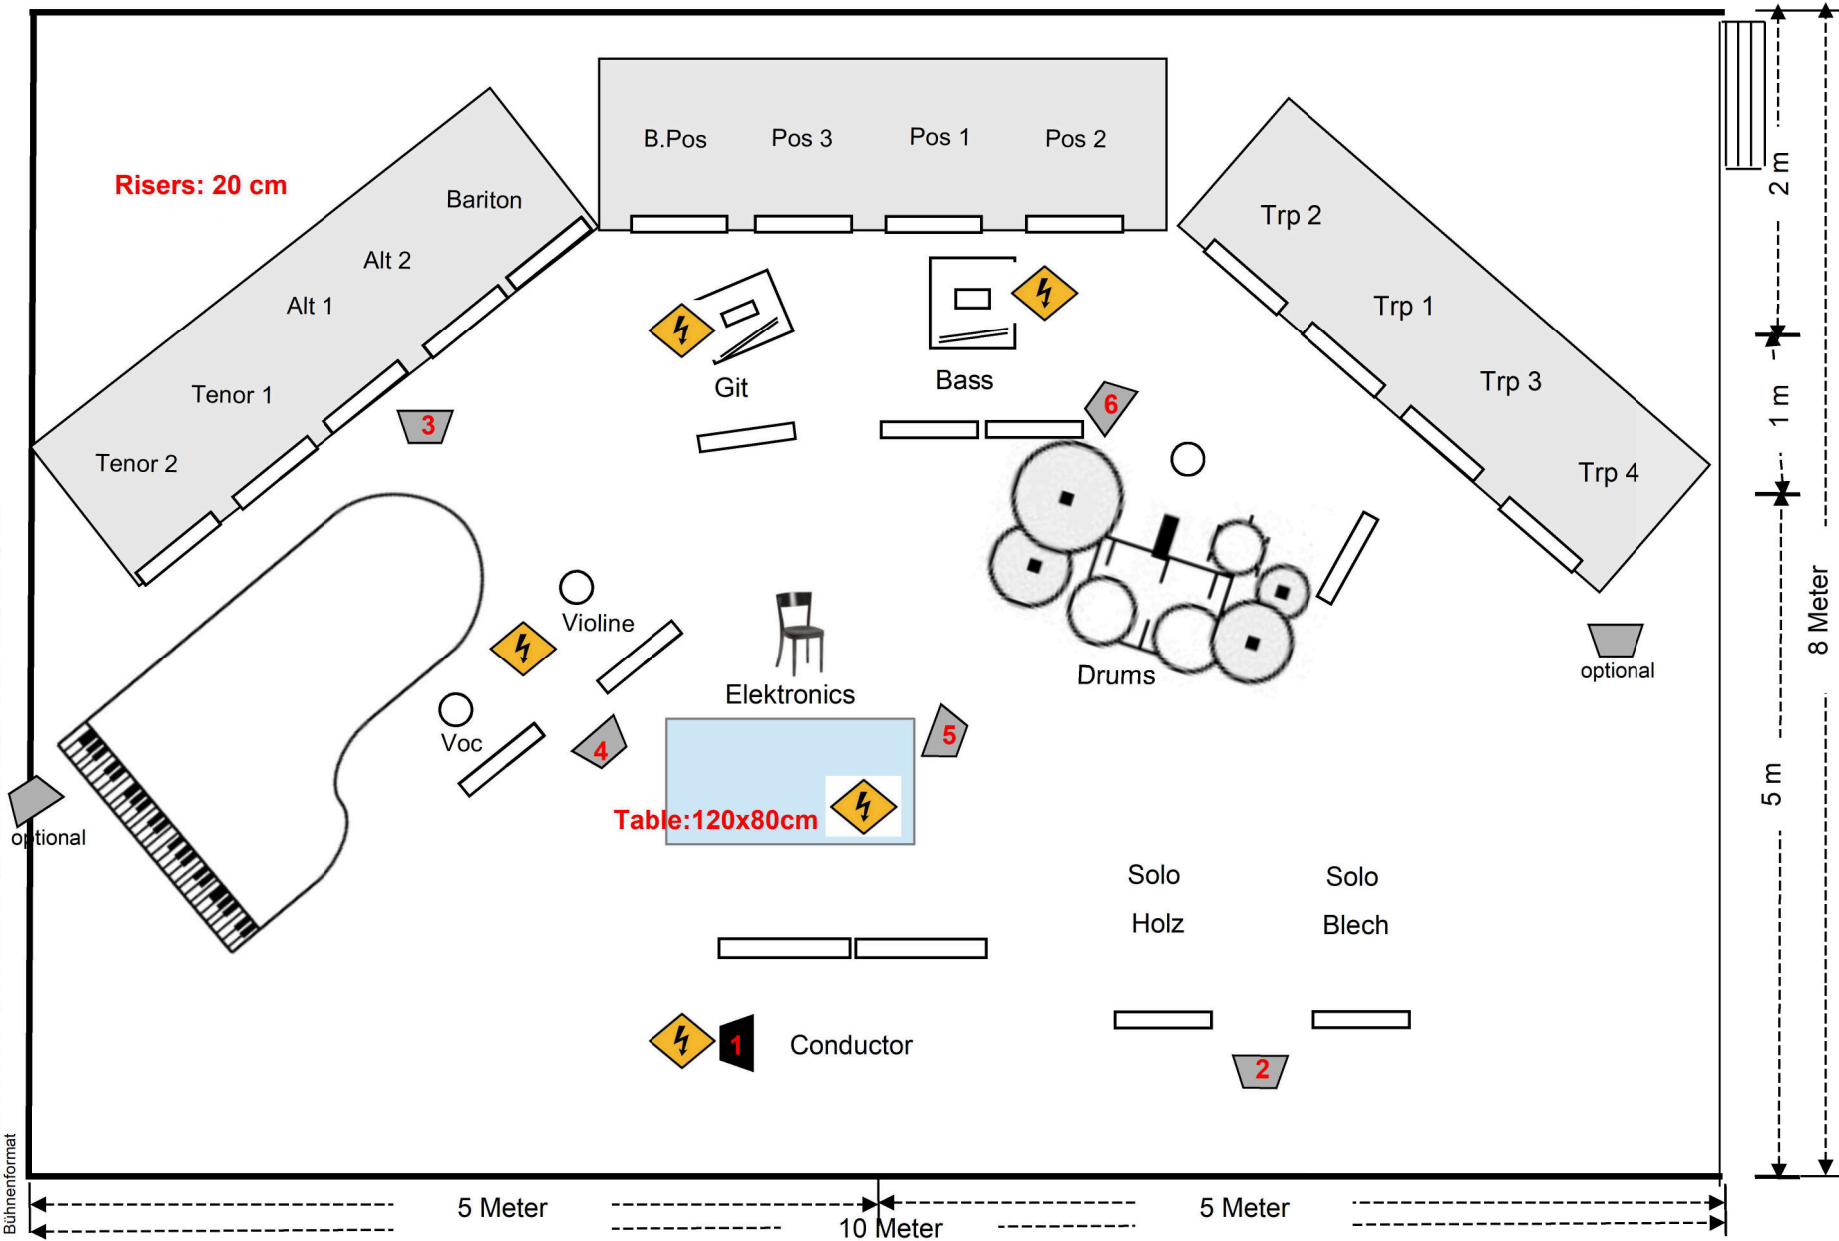 B.Pos
Pos 3
Pos 1
Pos 2
Risers: 20 cm
Bariton
Alt 2
Alt 1
Tenor 1
Tenor 2
Trp 2
Trp 1
Trp 3
Trp 4
2 m
1 m
5 m
8 Meter
Git
Bass
3
6
Violine
Voc
4
Elektronics
5
Drums
optional
optional
Table:120x80cm
Solo
Holz
Solo
Blech
1
Conductor
2
Bühnenformat
5 Meter
5 Meter
10 Meter